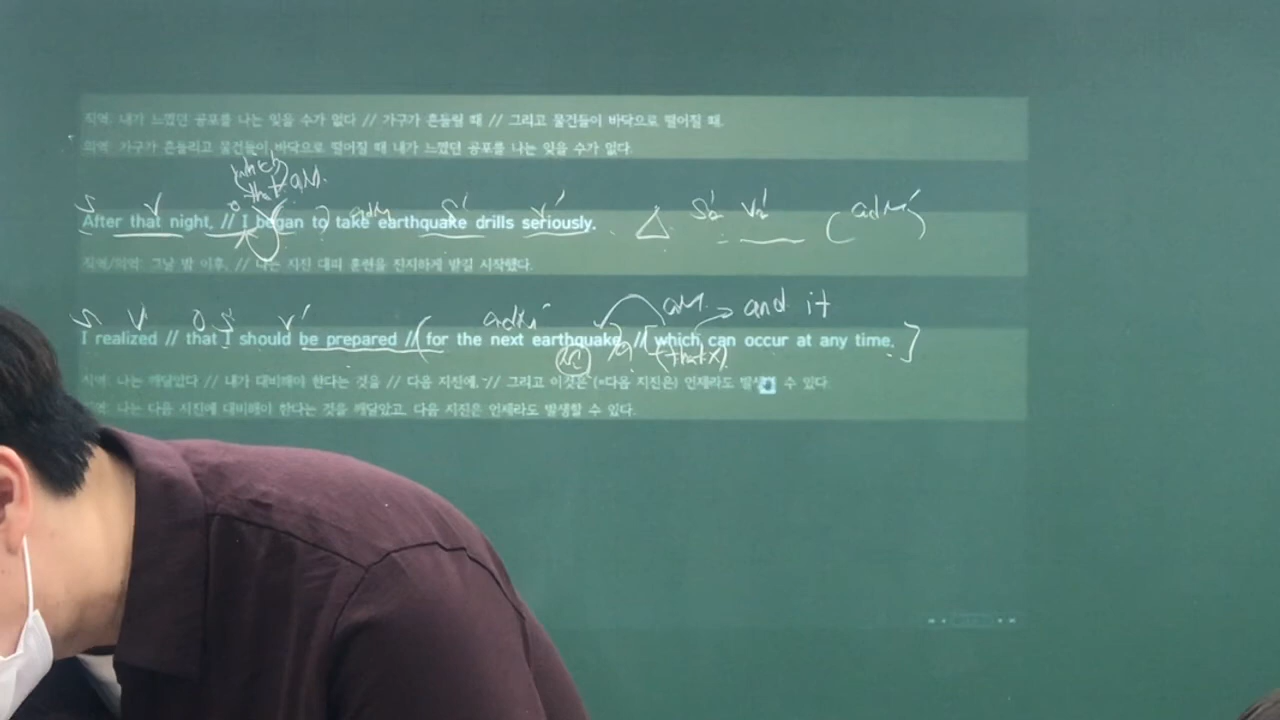 직역: 내가 느꼈던 공포를 나는 잊을 수가 없다 // 가구가 흔들릴 때 // 그리고 물건들이 바닥으로 떨어질 때.
의역: 가구가 흔들리고 물건들이 바닥으로 떨어질 때 내가 느꼈던 공포를 나는 잊을 수가 없다.
which
that
S V S' V' S'2 V'2 (adm')
After that night, // I began to take earthquake drills seriously.
직역/의역: 그날 밤 이후, // 나는 지진 대피 훈련을 진지하게 받길 시작했다.
S V O S' V' and it
I realized // that I should be prepared // (for the next earthquake) // [which can occur at any time.]
(that X)
직역: 나는 깨달았다 // 내가 대비해야 한다는 것을 // 다음 지진에, // 그리고 이것은 (=다음 지진은) 언제라도 발생할 수 있다.
의역: 나는 다음 지진에 대비해야 한다는 것을 깨달았고, 다음 지진은 언제라도 발생할 수 있다.